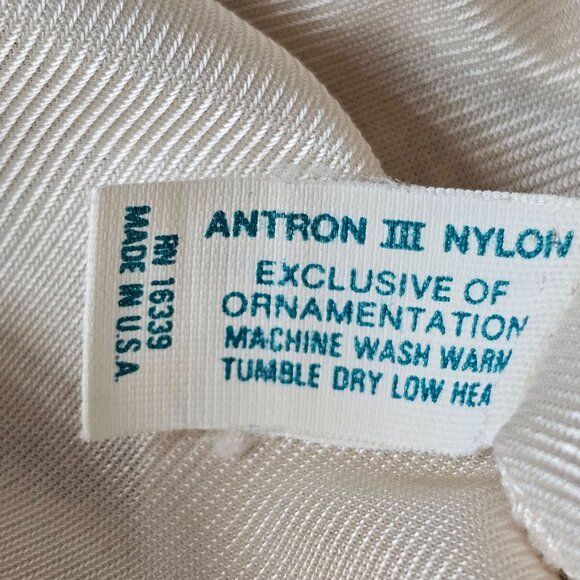 RN 16339
MADE IN U.S.A.
ANTRON III NYLON
EXCLUSIVE OF
ORNAMENTATION
MACHINE WASH WARM
TUMBLE DRY LOW HEA